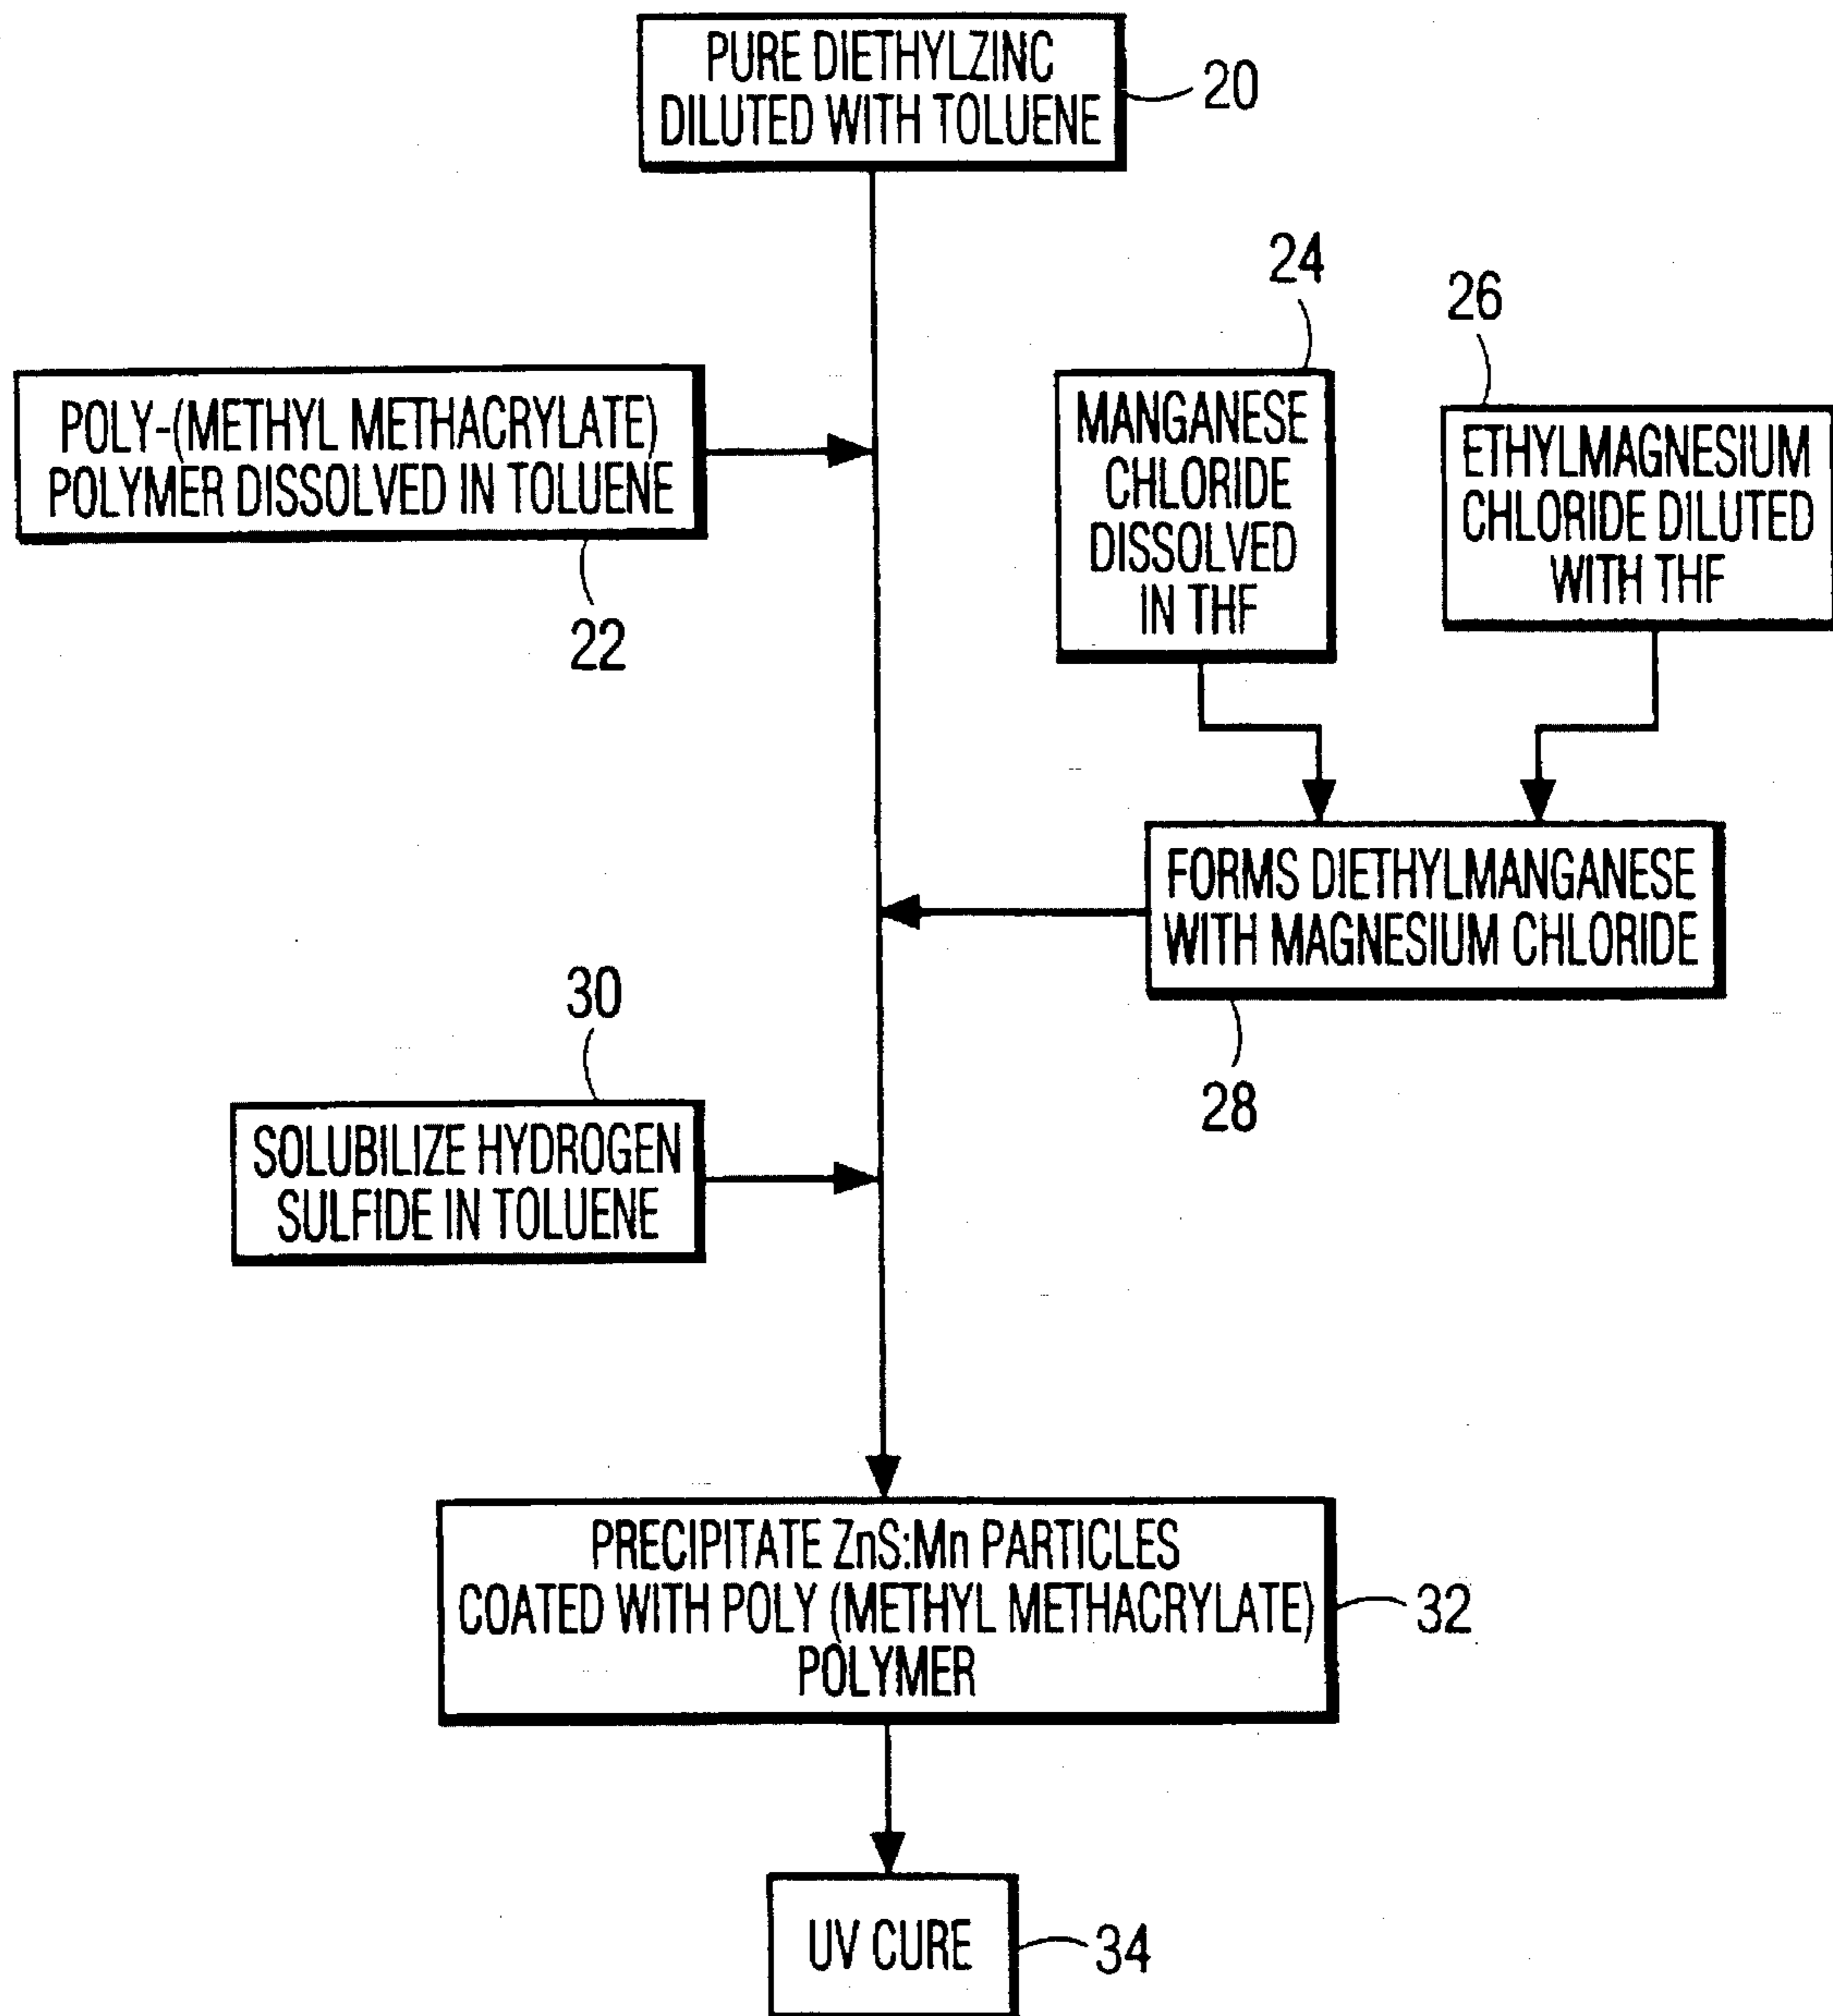 PURE DIETHYLZINC
DILUTED WITH TOLUENE
20
POLY-(METHYL METHACRYLATE)
POLYMER DISSOLVED IN TOLUENE
22
24
MANGANESE
CHLORIDE
DISSOLVED
IN THF
26
ETHYLMAGNESIUM
CHLORIDE DILUTED
WITH THF
FORMS DIETHYLMANGANESE
WITH MAGNESIUM CHLORIDE
28
30
SOLUBILIZE HYDROGEN
SULFIDE IN TOLUENE
PRECIPITATE ZnS:Mn PARTICLES
COATED WITH POLY (METHYL METHACRYLATE)
POLYMER
32
UV CURE
34